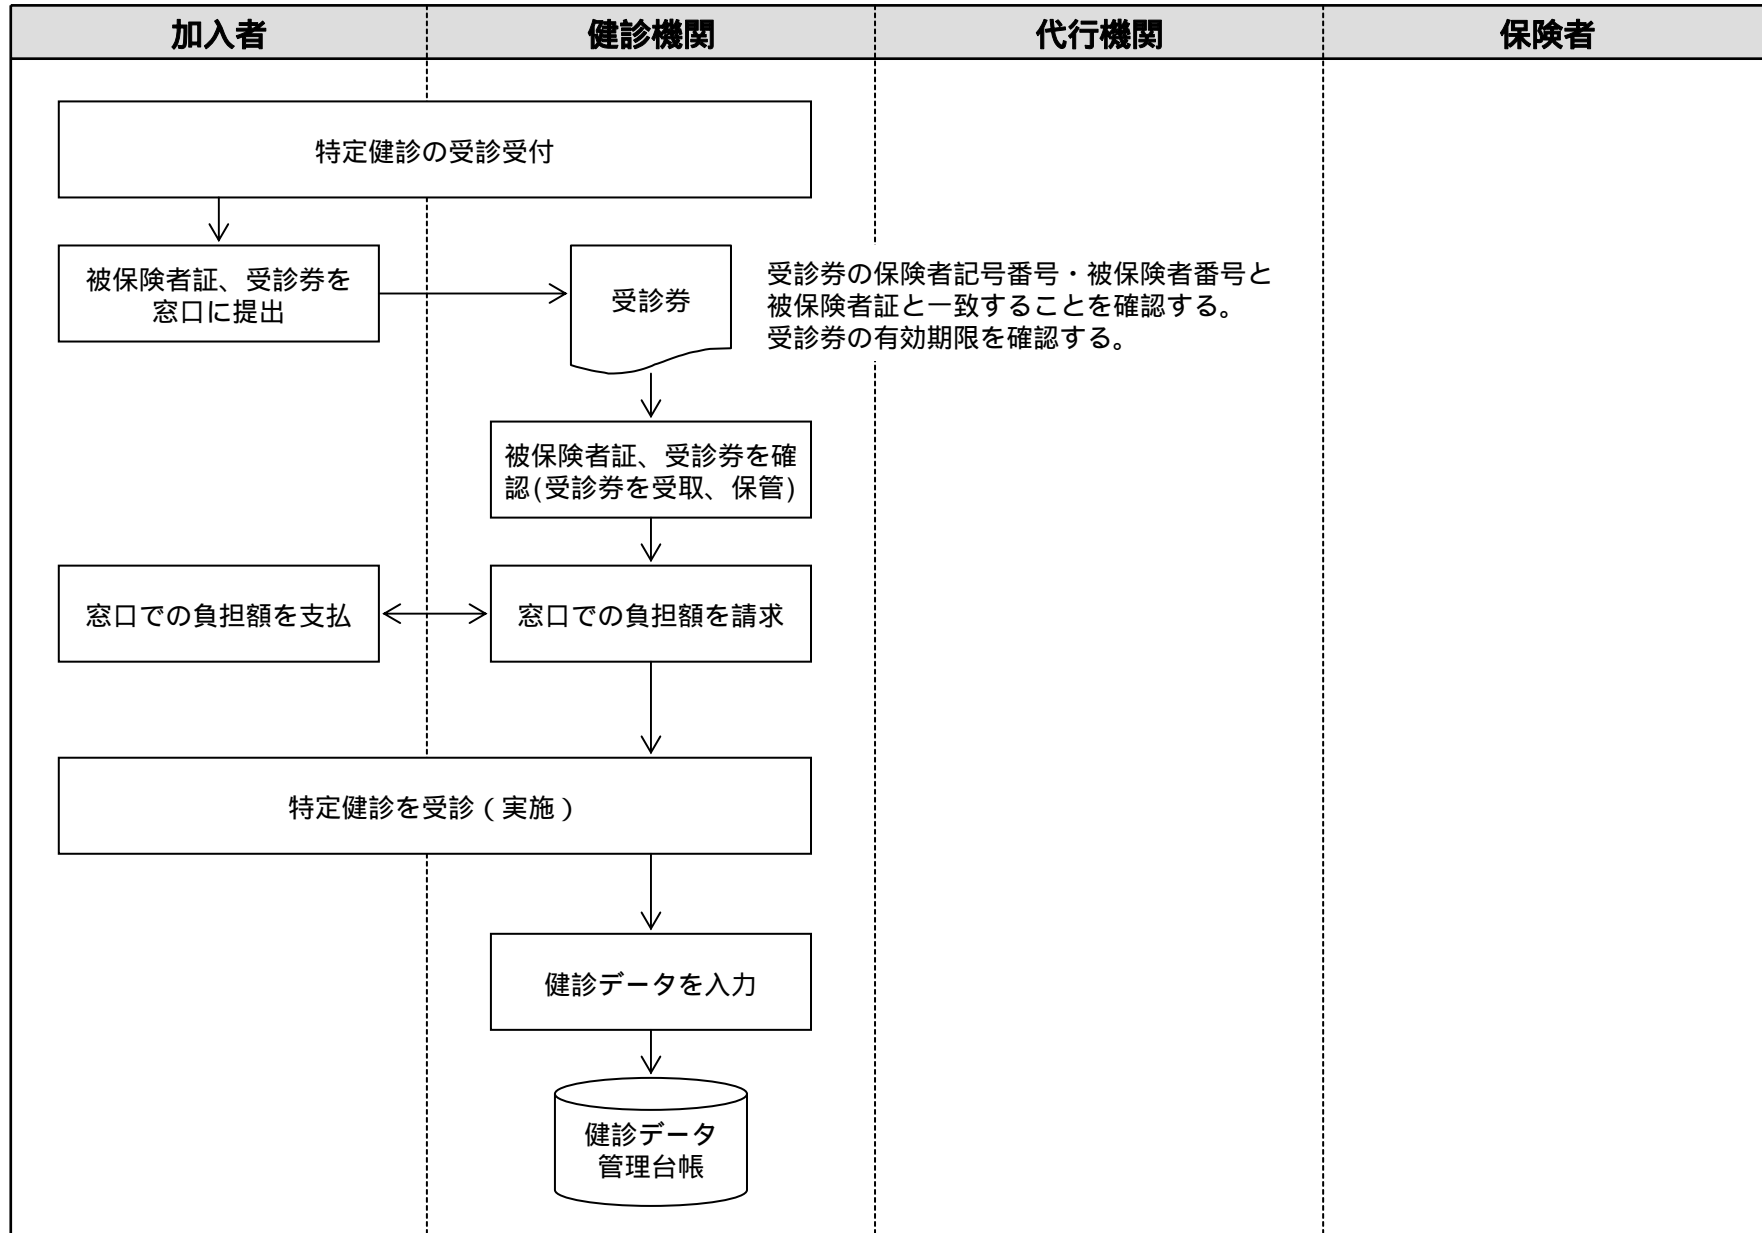 加入者
健診機関
代行機関
保険者
特定健診の受診受付
被保険者証、受診券を
窓口に提出
受診券
受診券の保険者記号番号・被保険者番号と
被保険者証と一致することを確認する。
受診券の有効期限を確認する。
被保険者証、受診券を確
認(受診券を受取、保管)
窓口での負担額を支払
窓口での負担額を請求
特定健診を受診（実施）
健診データを入力
健診データ
管理台帳